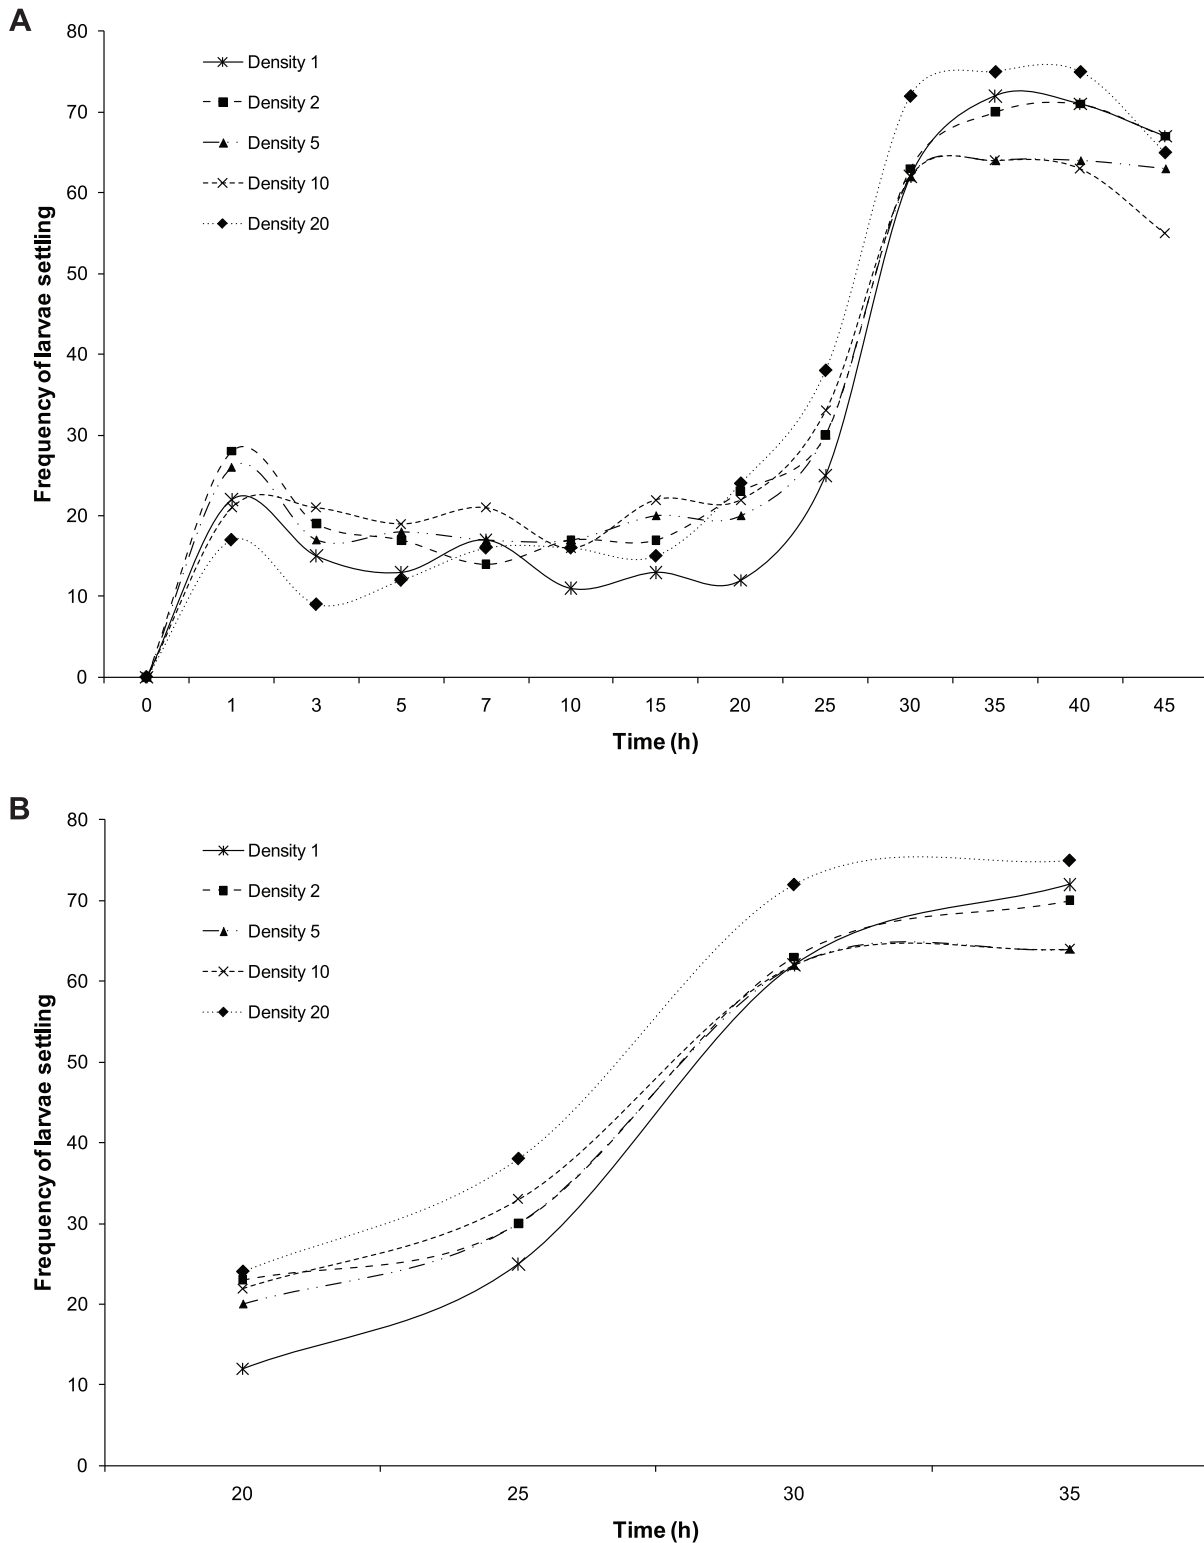 A
80
70
60
50
40
30
20
10
0
Frequency of larvae settling
Density 1
Density 2
Density 5
Density 10
Density 20
0 1 3 5 7 10 15 20 25 30 35 40 45
Time (h)
B
80
70
60
50
40
30
20
10
0
Frequency of larvae settling
Density 1
Density 2
Density 5
Density 10
Density 20
20 25 30 35
Time (h)